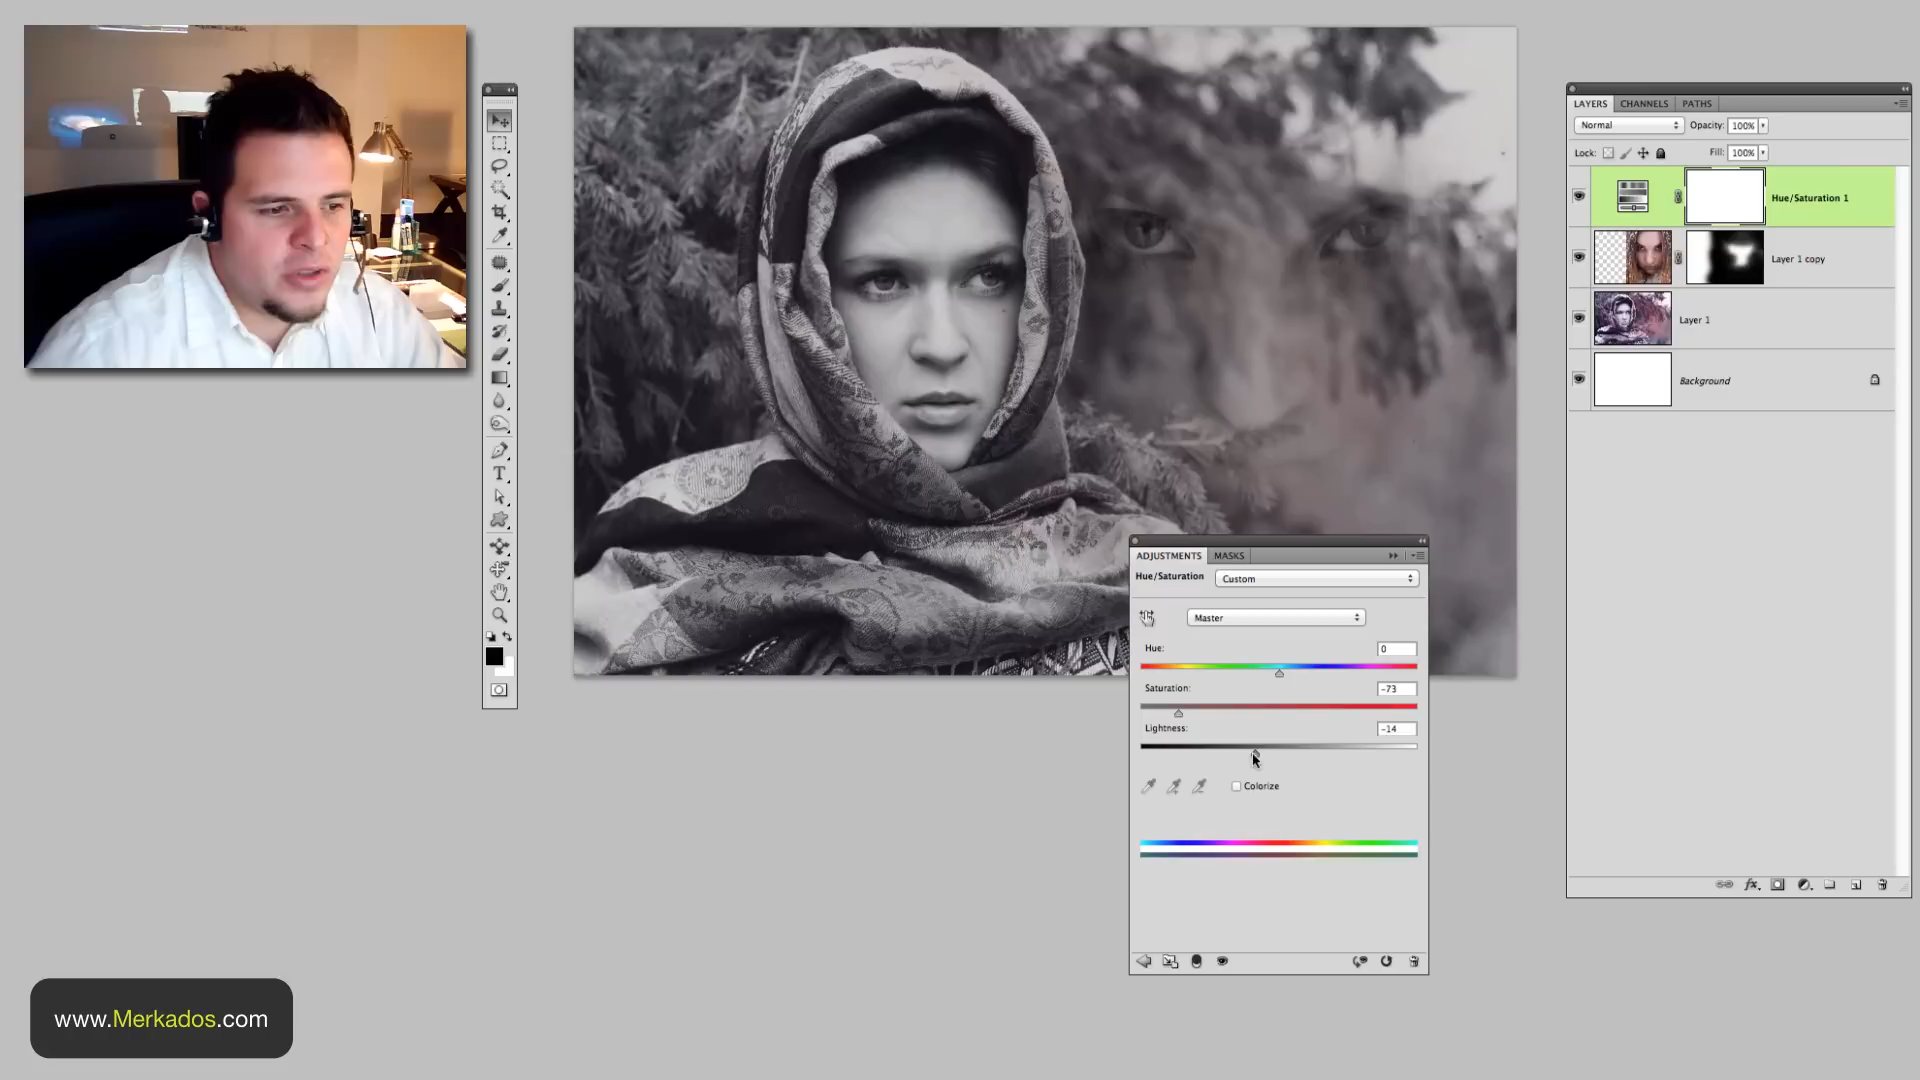 LAYERS CHANNELS PATHS
Normal Opacity: 100%
Lock: Fill: 100%
Hue/Saturation 1
Layer 1 copy
Layer 1
Background
T
ADJUSTMENTS MASKS
Hue/Saturation Custom
Master
Hue: 0
Saturation: -73
Lightness: -14
Colorize
fx
www.Merkados.com